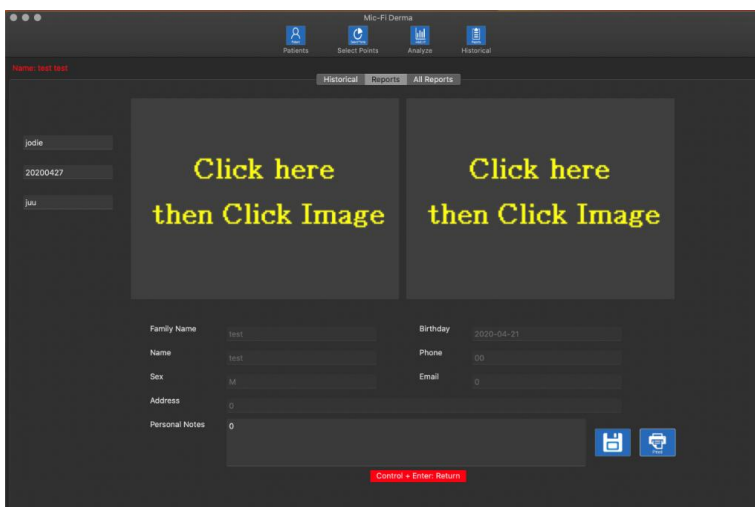 Mic-Fi Derma
Patients Select Points Analyze Historical
Name: test test
Historical Reports All Reports
jodie
20200427
juu
Click here
then Click Image
Click here
then Click Image
Family Name test
Birthday 2020-04-21
Name test
Phone 00
Sex M
Email 0
Address 0
Personal Notes 0
Print
Control + Enter: Return